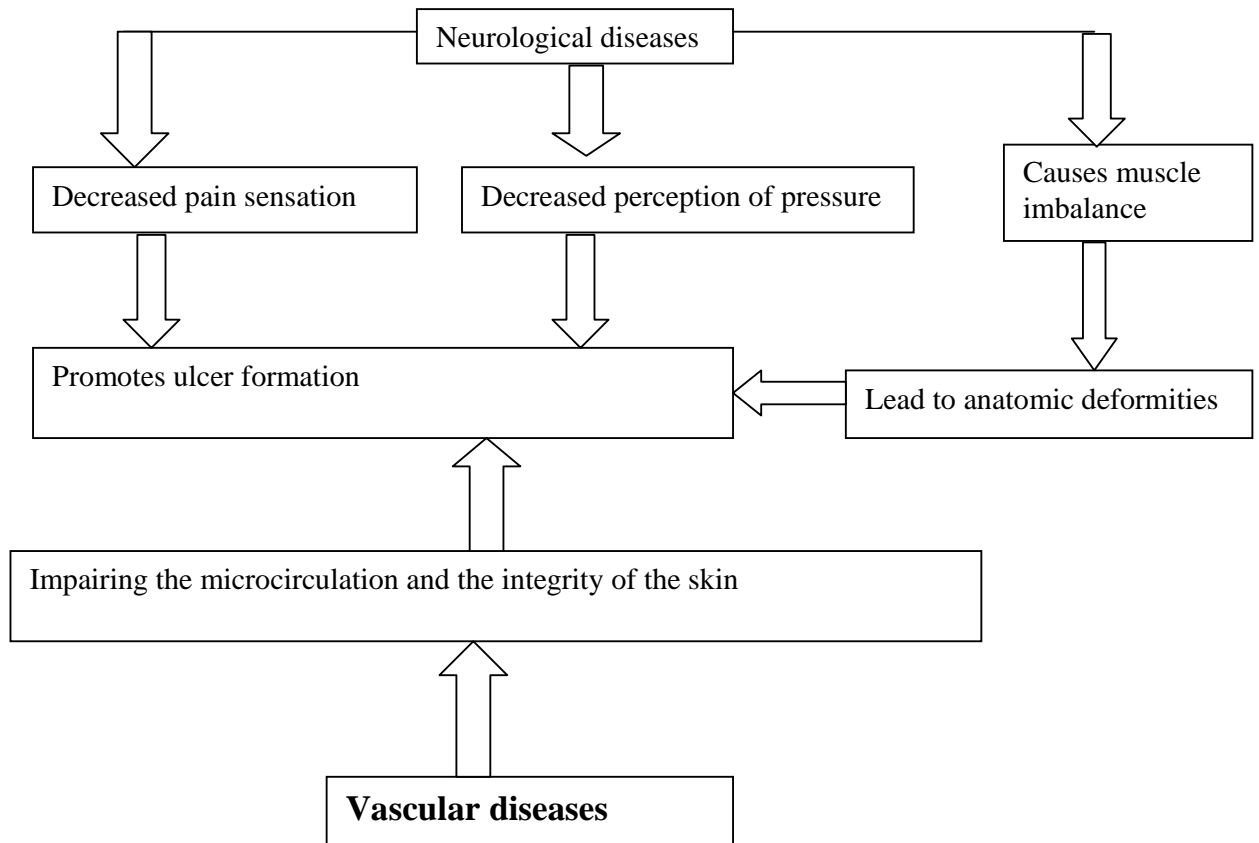 Neurological diseases
Decreased pain sensation
Decreased perception of pressure
Causes muscle
imbalance
Promotes ulcer formation
Lead to anatomic deformities
Impairing the microcirculation and the integrity of the skin
Vascular diseases